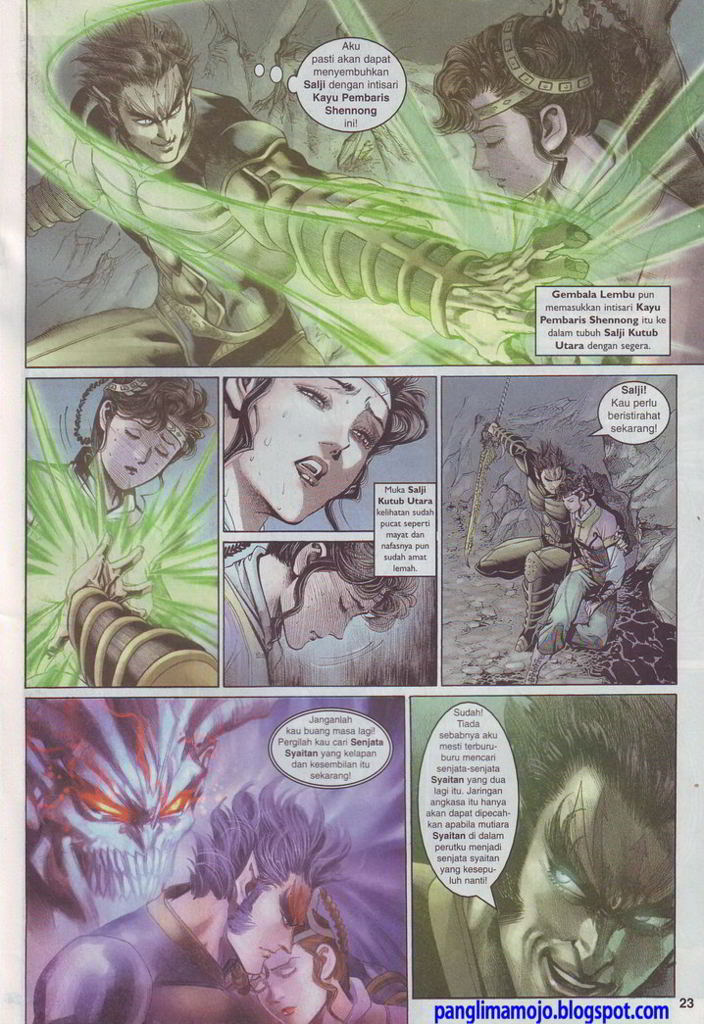 Aku
pasti akan dapat
menyembuhkan
Salji dengan intisari
Kayu Pembaris
Shennong
ini!
Gembala Lembu pun
memasukkan intisari Kayu
Pembaris Shennong itu ke
dalam tubuh Salji Kutub
Utara dengan segera.
Muka Salji
Kutub Utara
kelihatan sudah
pucat seperti
mayat dan
nafasnya pun
sudah amat
lemah.
Salji!
Kau perlu
beristirahat
sekarang!
Janganlah
kau buang masa lagi!
Pergilah kau cari Senjata
Syaitan yang kelapan
dan kesembilan itu
sekarang!
Sudah!
Tiada
sebabnya aku
mesti terburu-
buru mencari
senjata-senjata
Syaitan yang dua
lagi itu. Jaringan
angkasa itu hanya
akan dapat dipecah-
kan apabila mutiara
Syaitan di dalam
perutku menjadi
senjata syaitan
yang kesepu-
luh nanti!
23
panglimamojo.blogspot.com